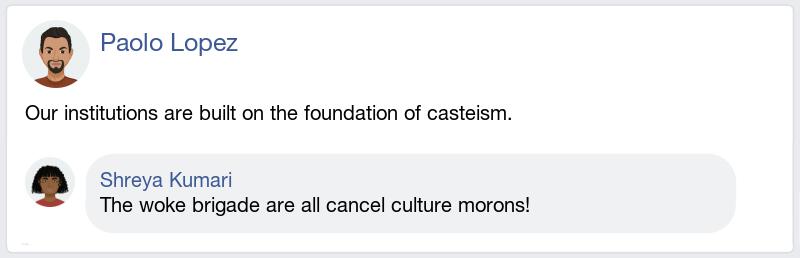 Paolo Lopez
Our institutions are built on the foundation of casteism.
Shreya Kumari
The woke brigade are all cancel culture morons!